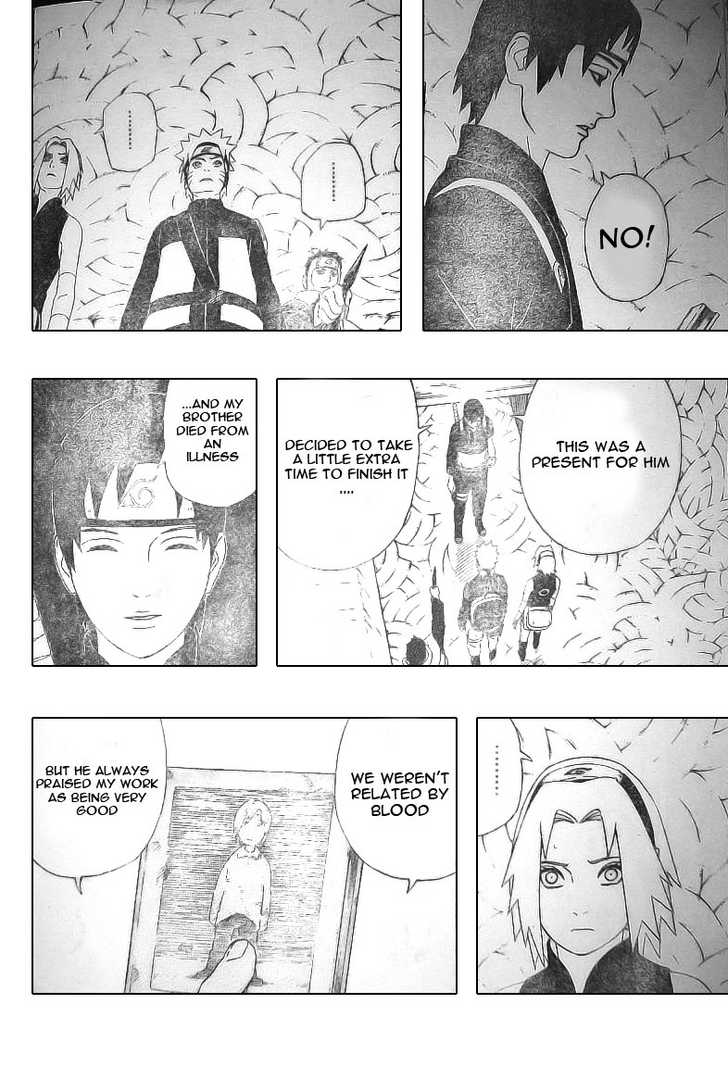 NO!
.........
.........
THIS WAS A
PRESENT FOR HIM
DECIDED TO TAKE
A LITTLE EXTRA
TIME TO FINISH IT
....
...AND MY
BROTHER
DIED FROM
AN
ILLNESS
.........
WE WEREN'T
RELATED BY
BLOOD
BUT HE ALWAYS
PRAISED MY WORK
AS BEING VERY
GOOD